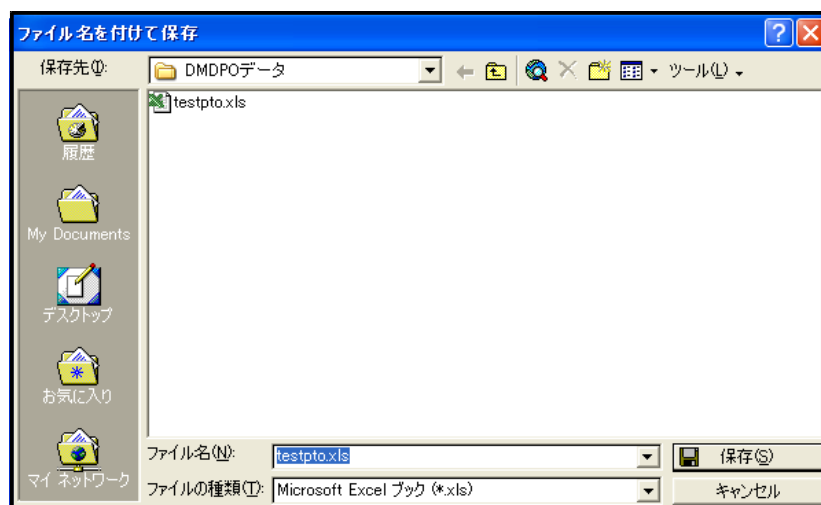 ファイル名を付けて保存
保存先(I):
DMDPOデータ
ツール(L)
testpto.xls
履歴
My Documents
デスクトップ
お気に入り
マイ ネットワーク
ファイル名(N):
testpto.xls
保存(S)
ファイルの種類(T):
Microsoft Excel ブック (*.xls)
キャンセル